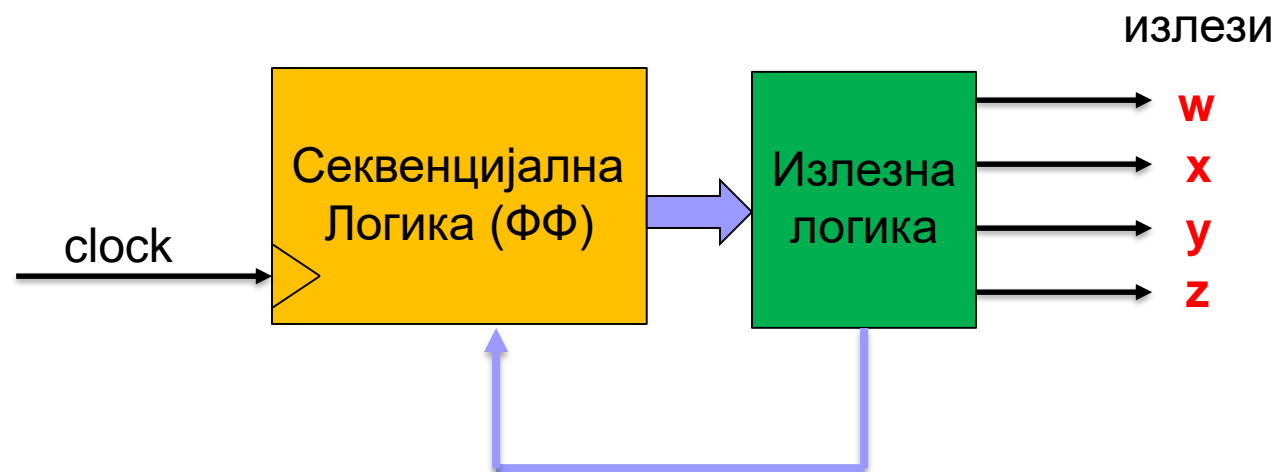 излези
clock
Секвенцијална
Логика (ФФ)
Излезна
логика
w
x
y
z